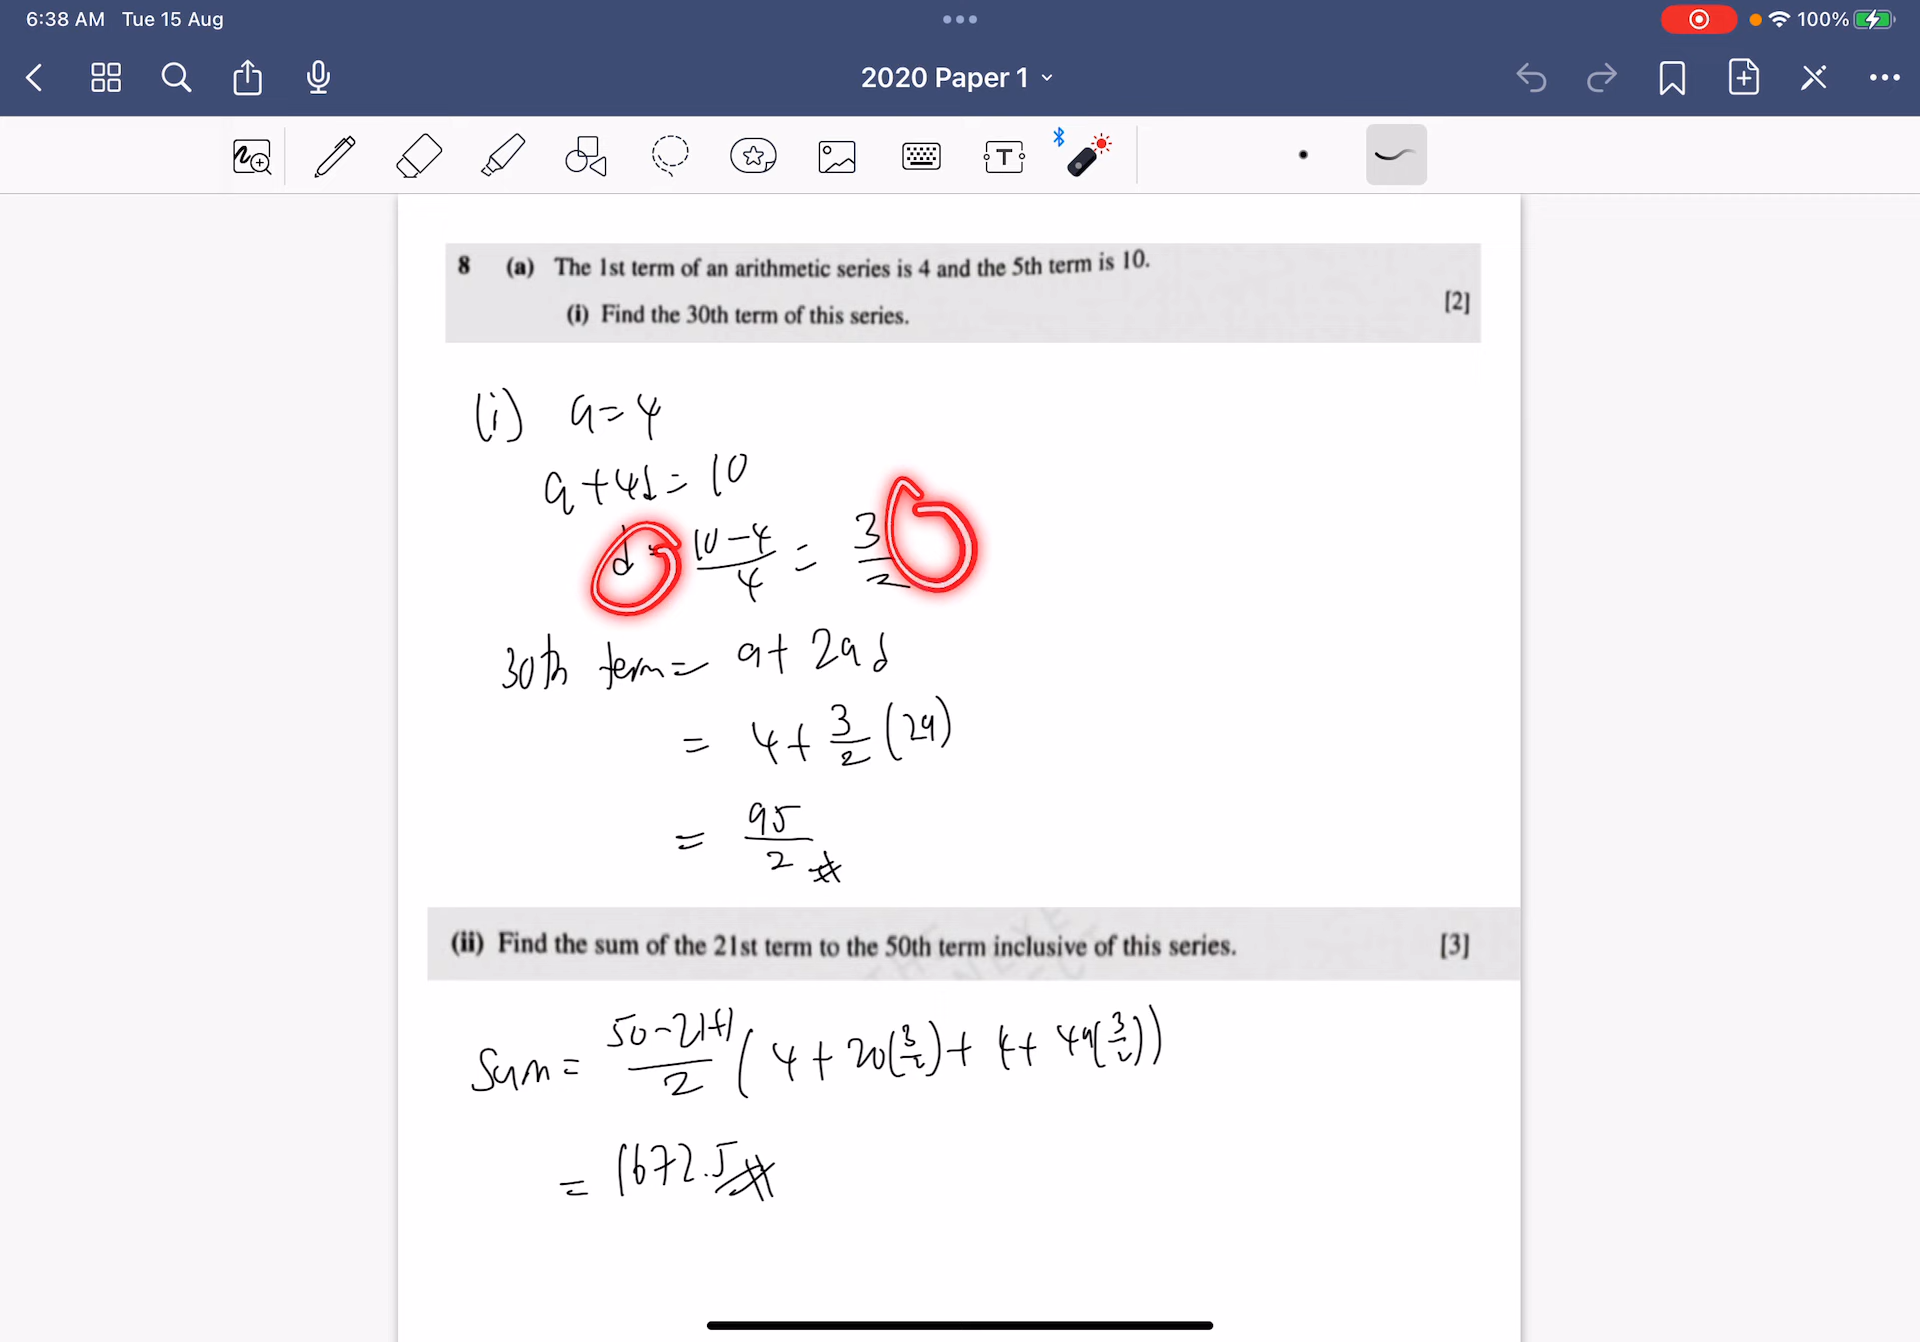 6:38 AM Tue 15 Aug
100%
2020 Paper 1
T
8 (a) The 1st term of an arithmetic series is 4 and the 5th term is 10.
(i) Find the 30th term of this series. [2]
(i) a=4
a+4d=10
d= 10-4/4 = 3/2
30th term= a+29d
= 4+3/2(29)
= 95/2 #
(ii) Find the sum of the 21st term to the 50th term inclusive of this series. [3]
Sum= 50-21+1/2 (4+20(3/2)+4+49(3/2))
= 1672.5#